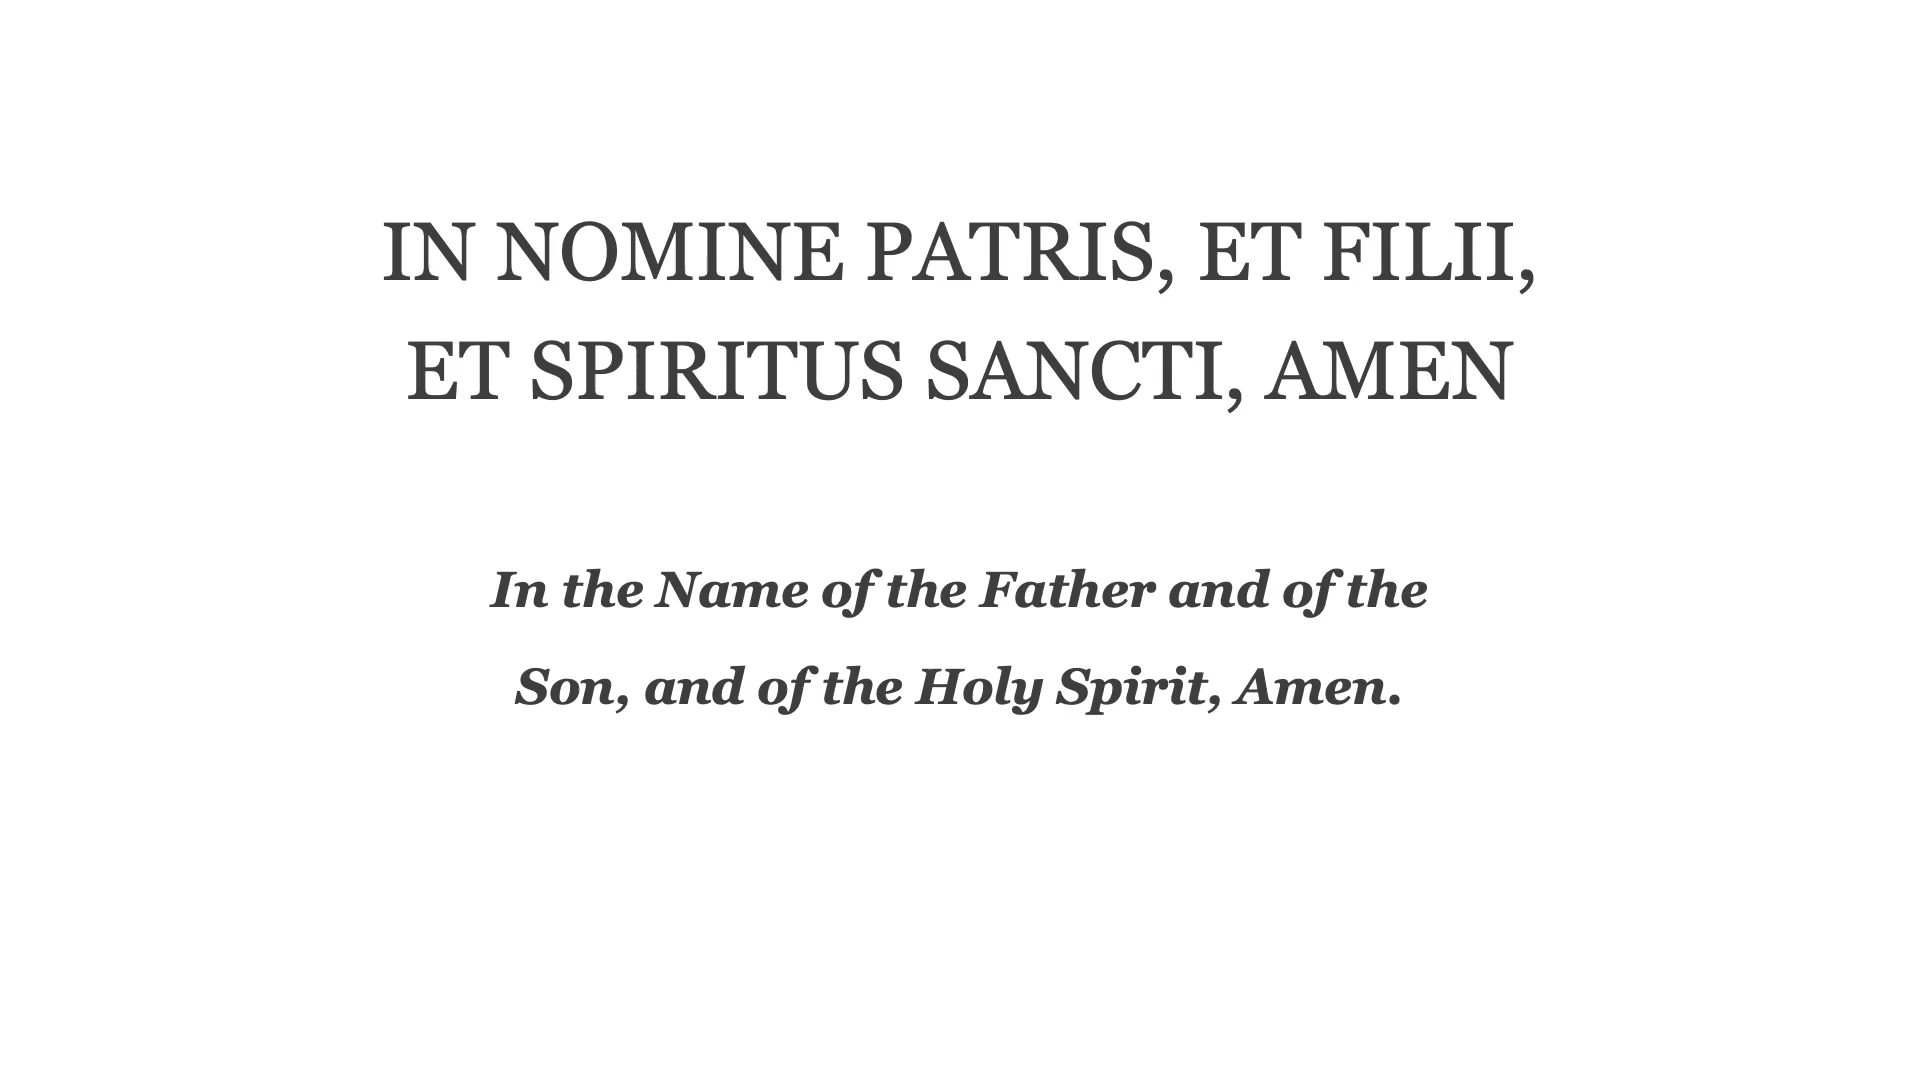 IN NOMINE PATRIS, ET FILII,
ET SPIRITUS SANCTI, AMEN
In the Name of the Father and of the
Son, and of the Holy Spirit, Amen.